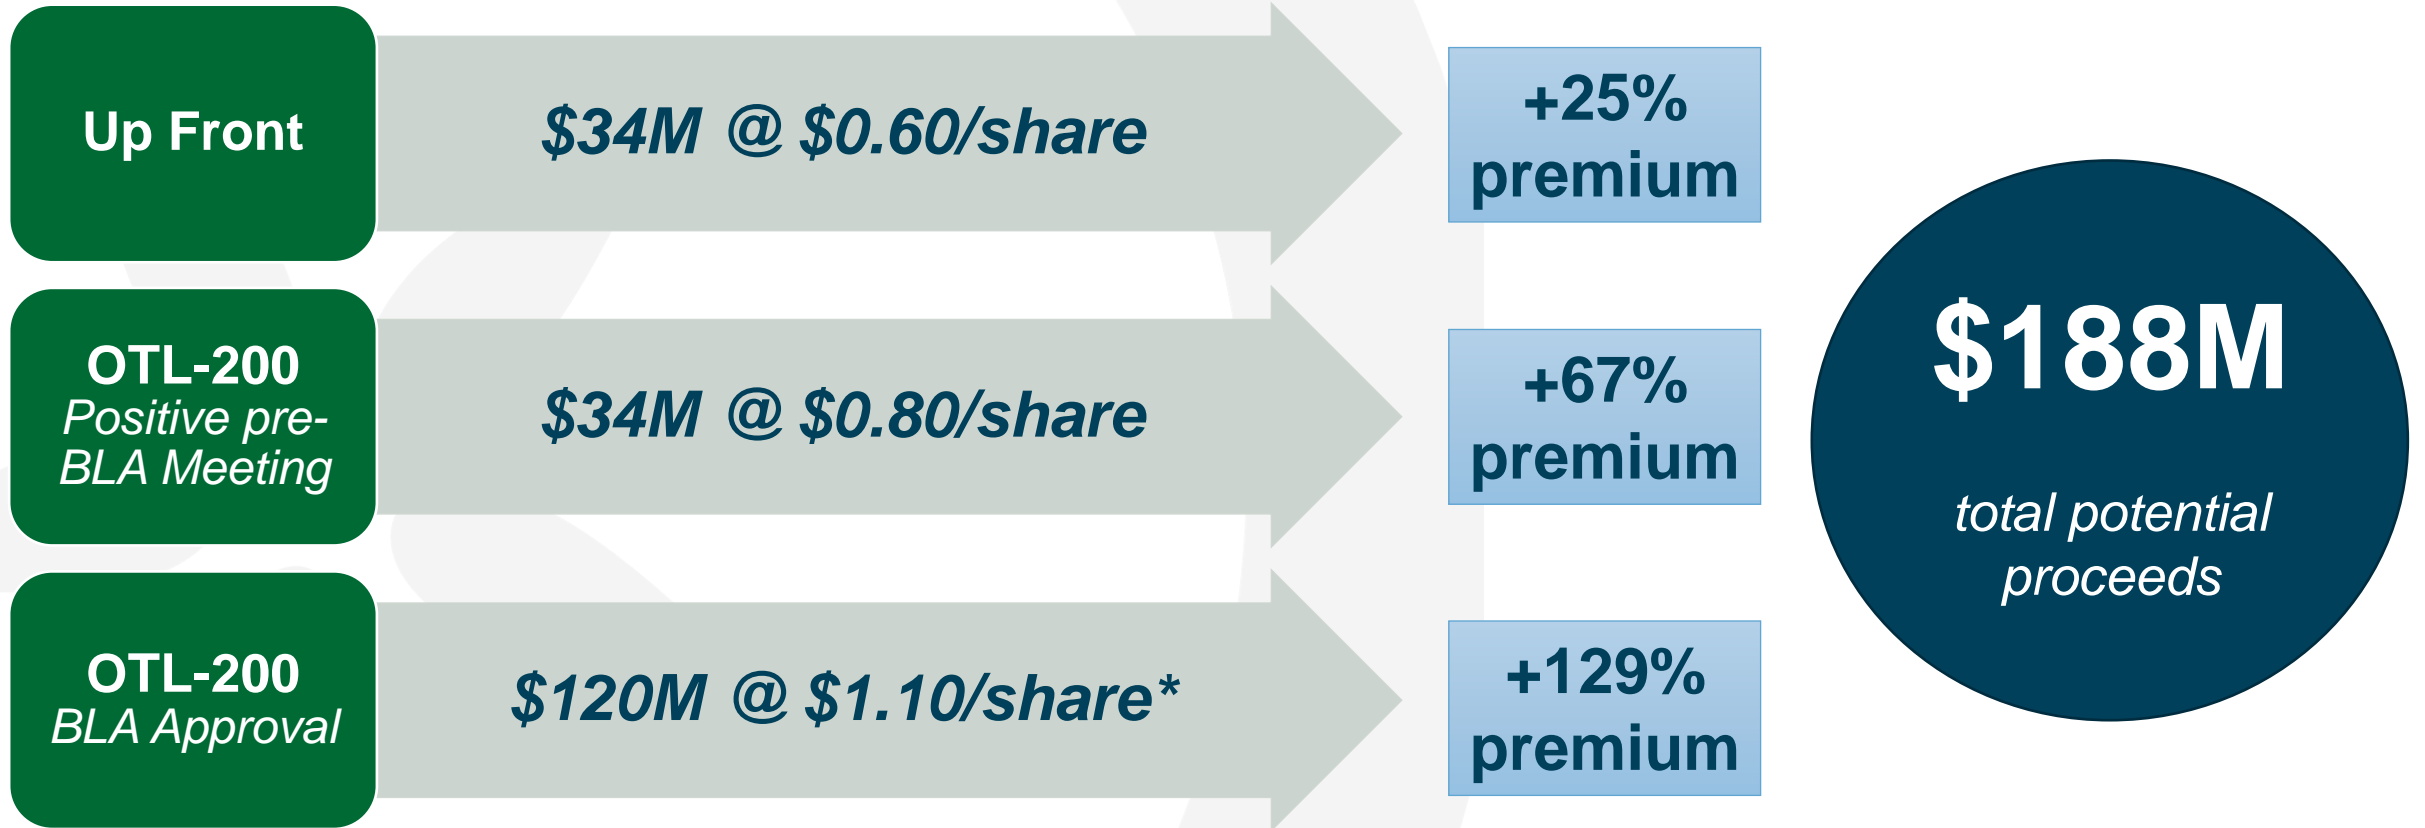 Up Front
$34M @ $0.60/share
+25%
premium
OTL-200
Positive pre-
BLA Meeting
$34M @ $0.80/share
+67%
premium
OTL-200
BLA Approval
$120M @ $1.10/share*
+129%
premium
$188M
total potential
proceeds